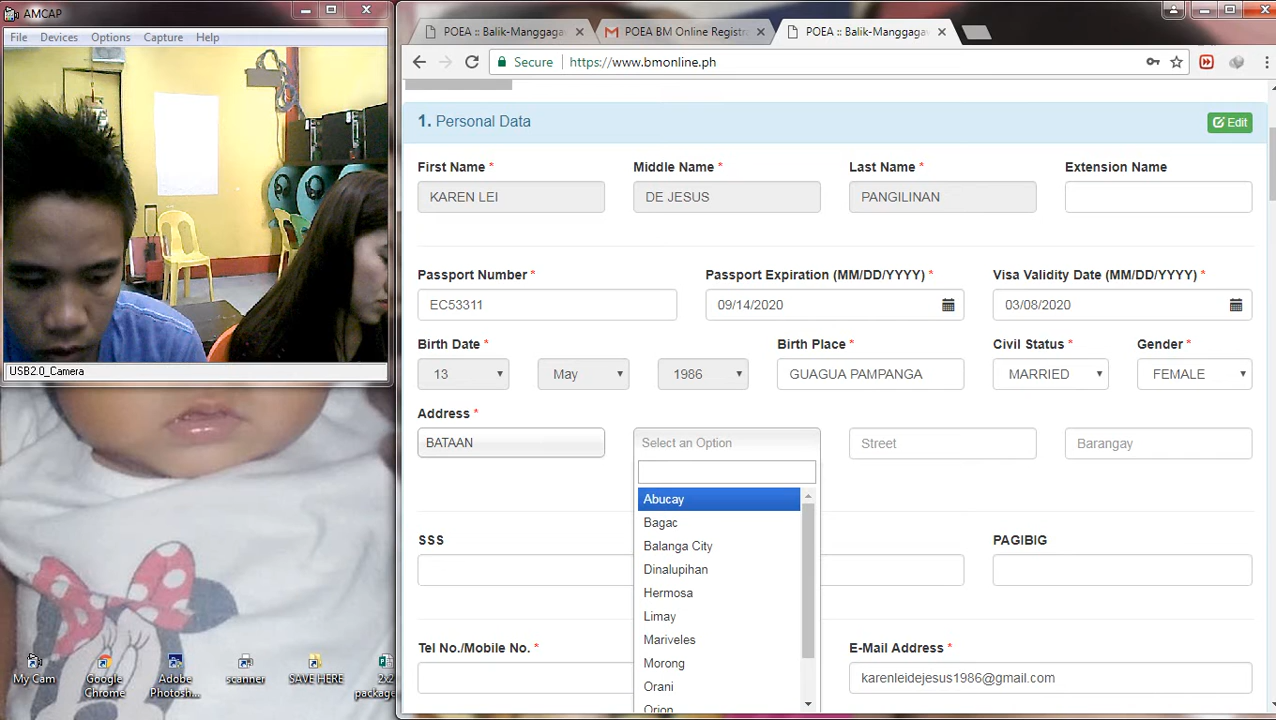 AMCAP
File Devices Options Capture Help
USB2.0_Camera
My Cam
Google Chrome
Adobe Photosh...
scanner
SAVE HERE
2x2
package
POEA :: Balik-Manggaga
POEA BM Online Registr
POEA :: Balik-Manggagav
Secure https://www.bmonline.ph
1. Personal Data
Edit
First Name * Middle Name * Last Name * Extension Name
KAREN LEI DE JESUS PANGILINAN
Passport Number * Passport Expiration (MM/DD/YYYY) * Visa Validity Date (MM/DD/YYYY) *
EC53311 09/14/2020 03/08/2020
Birth Date * Birth Place * Civil Status * Gender *
13 May 1986 GUAGUA PAMPANGA MARRIED FEMALE
Address *
BATAAN Select an Option Street Barangay
Abucay
Bagac
Balanga City
Dinalupihan
Hermosa
Limay
Mariveles
Morong
Orani
Orion
SSS PAGIBIG
Tel No./Mobile No. * E-Mail Address *
karenleidejesus1986@gmail.com